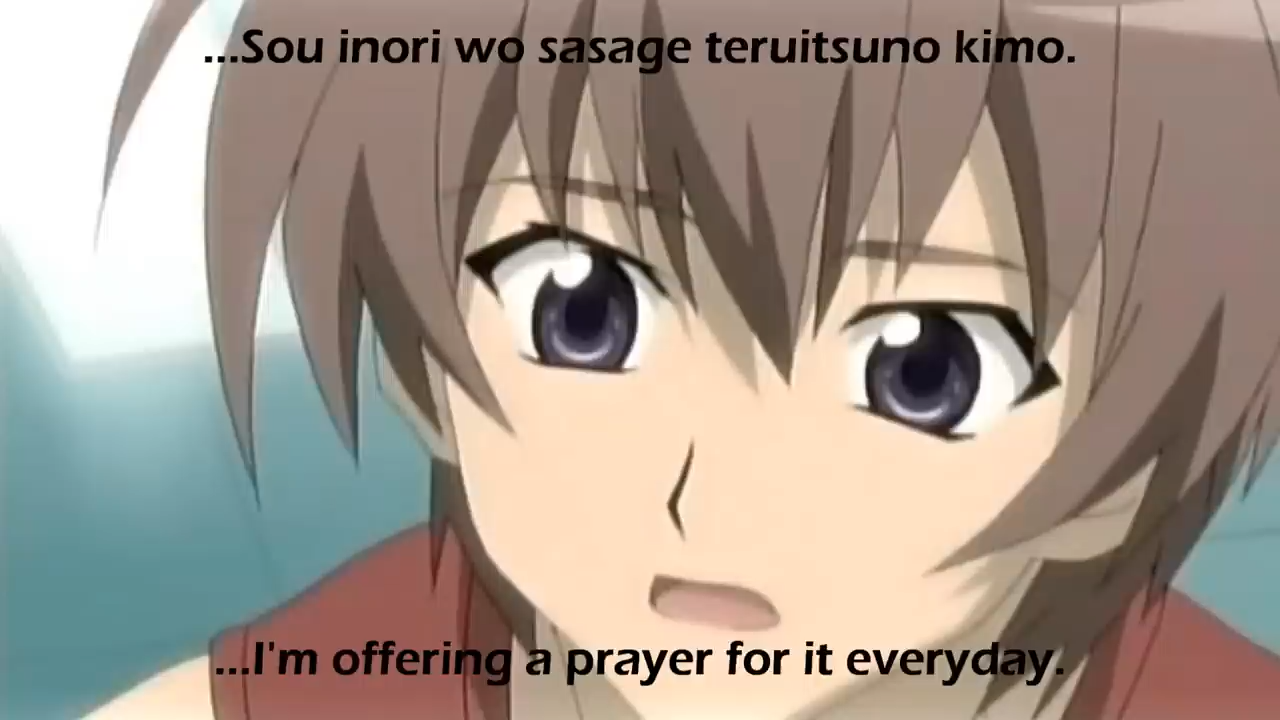 ...Sou inori wo sasage teruitsuno kimo.
...I'm offering a prayer for it everyday.